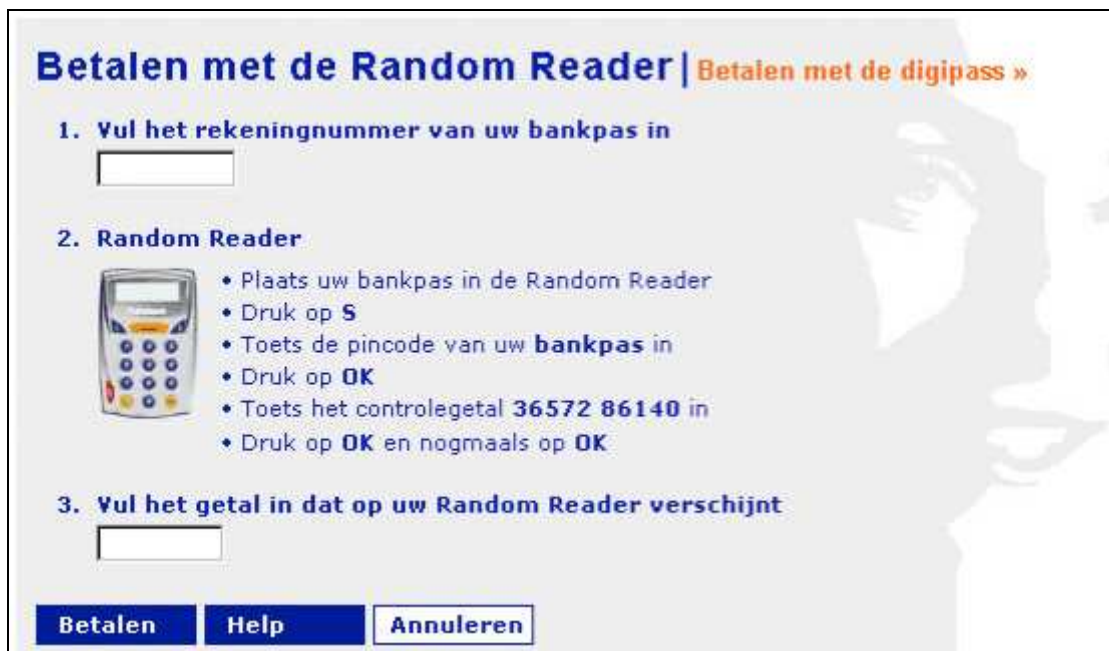 Betalen met de Random Reader | Betalen met de digipass »
1. Vul het rekeningnummer van uw bankpas in
2. Random Reader
• Plaats uw bankpas in de Random Reader
• Druk op S
• Toets de pincode van uw bankpas in
• Druk op OK
• Toets het controlegetal 36572 86140 in
• Druk op OK en nogmaals op OK
3. Vul het getal in dat op uw Random Reader verschijnt
Betalen Help Annuleren